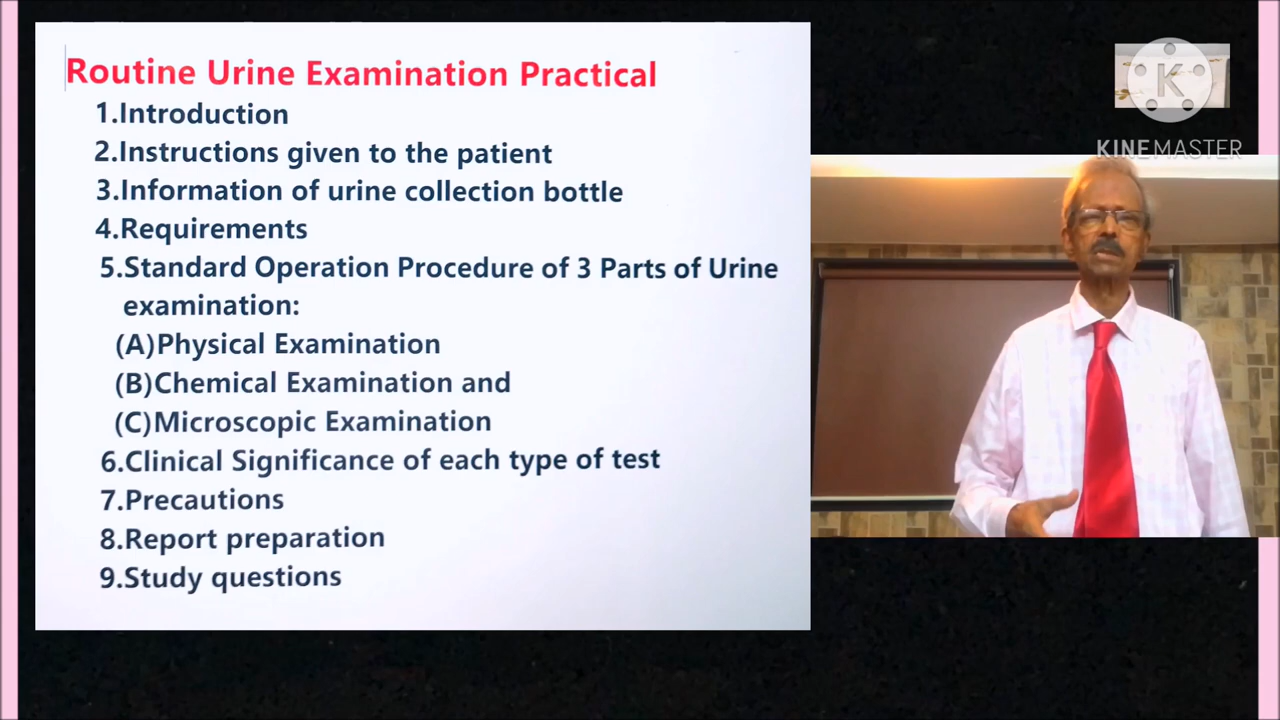 Routine Urine Examination Practical
1.Introduction
2.Instructions given to the patient
3.Information of urine collection bottle
4.Requirements
5.Standard Operation Procedure of 3 Parts of Urine
examination:
(A)Physical Examination
(B)Chemical Examination and
(C)Microscopic Examination
6.Clinical Significance of each type of test
7.Precautions
8.Report preparation
9.Study questions
K
KINEMASTER